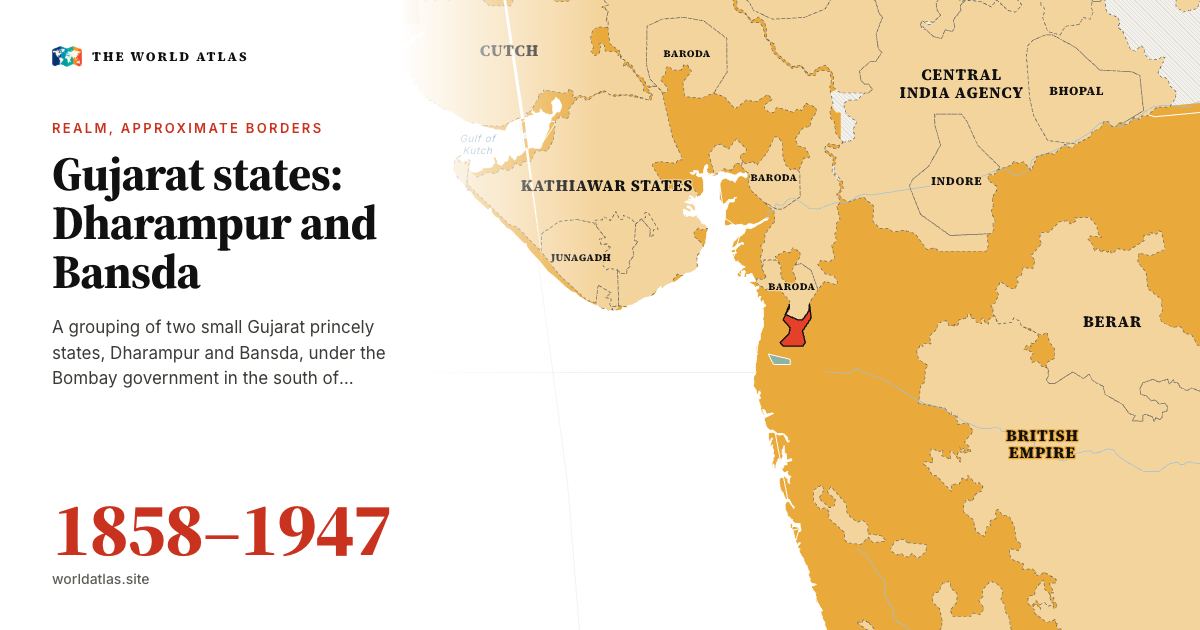 THE WORLD ATLAS
REALM, APPROXIMATE BORDERS
Gujarat states:
Dharampur and
Bansda
A grouping of two small Gujarat princely
states, Dharampur and Bansda, under the
Bombay government in the south of...
1858–1947
worldatlas.site
CUTCH
BARODA
CENTRAL
INDIA AGENCY
BHOPAL
Gulf of
Kutch
KATHIAWAR STATES
BARODA
INDORE
JUNAGADH
BARODA
BERAR
BRITISH
EMPIRE